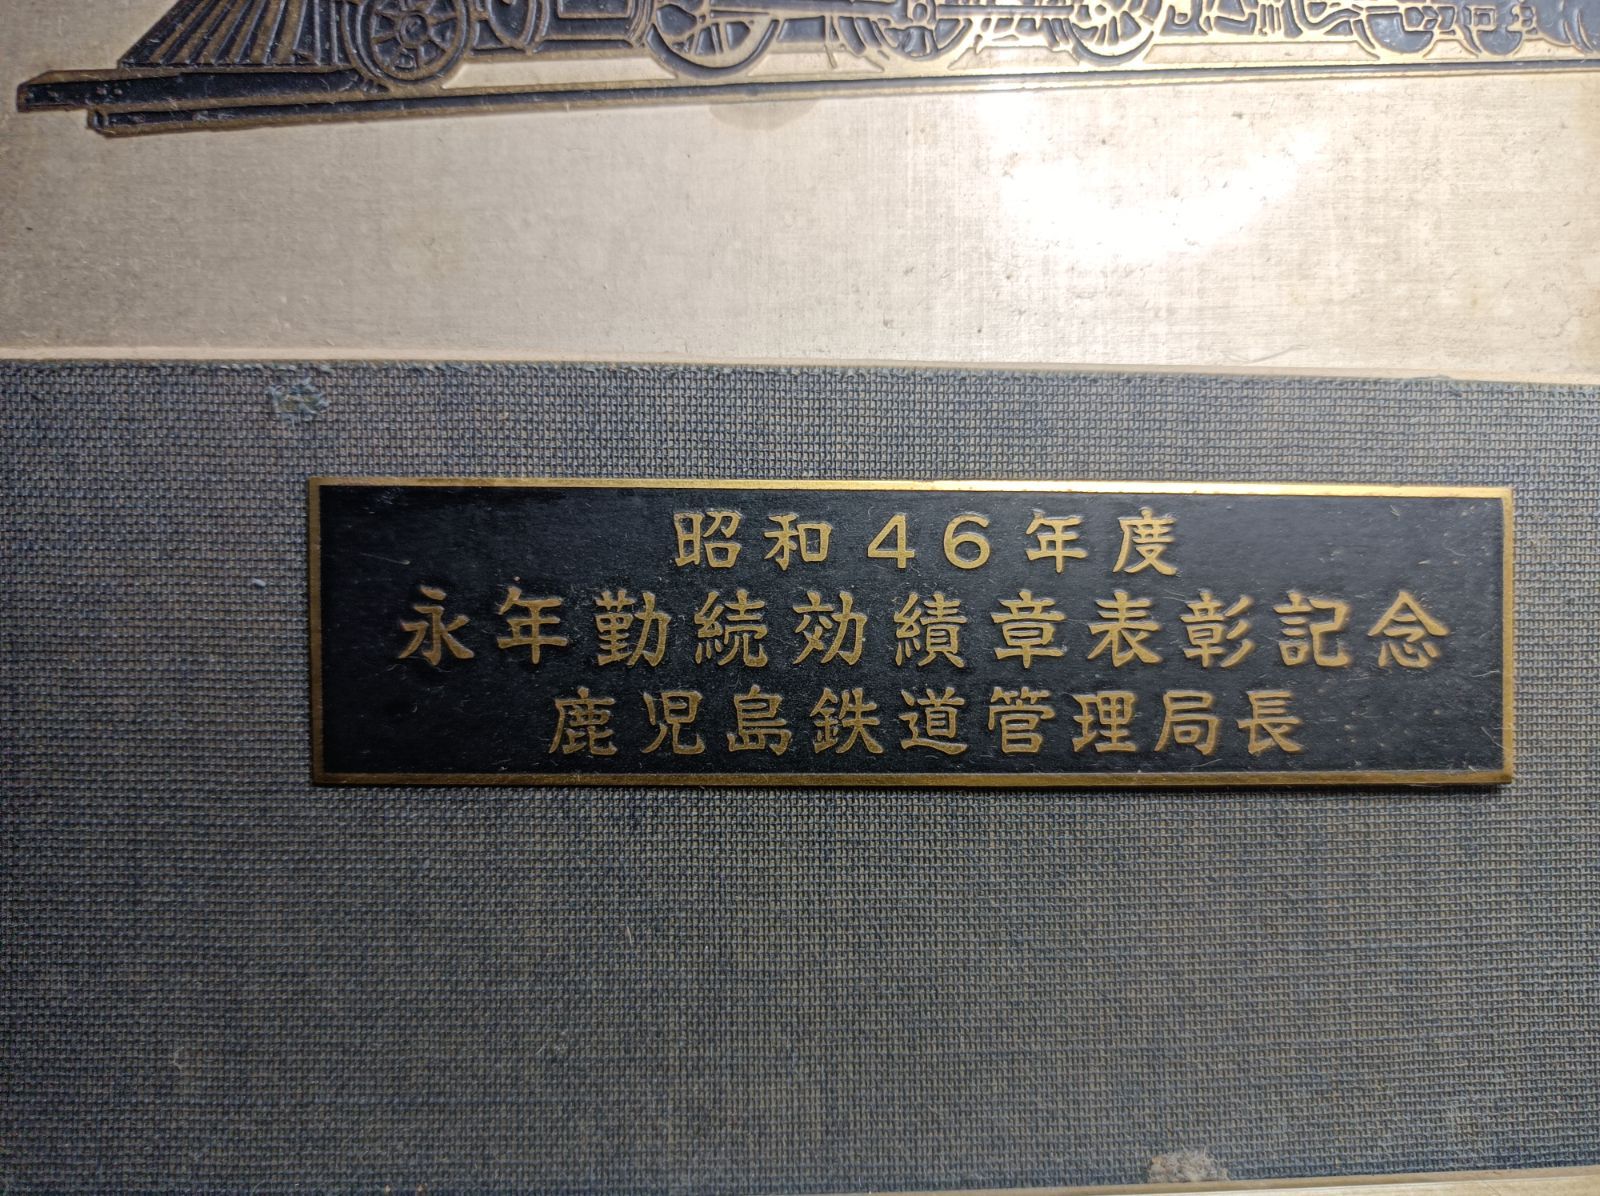 昭和46年度
永年勤続効績章表彰記念
鹿児島鉄道管理局長